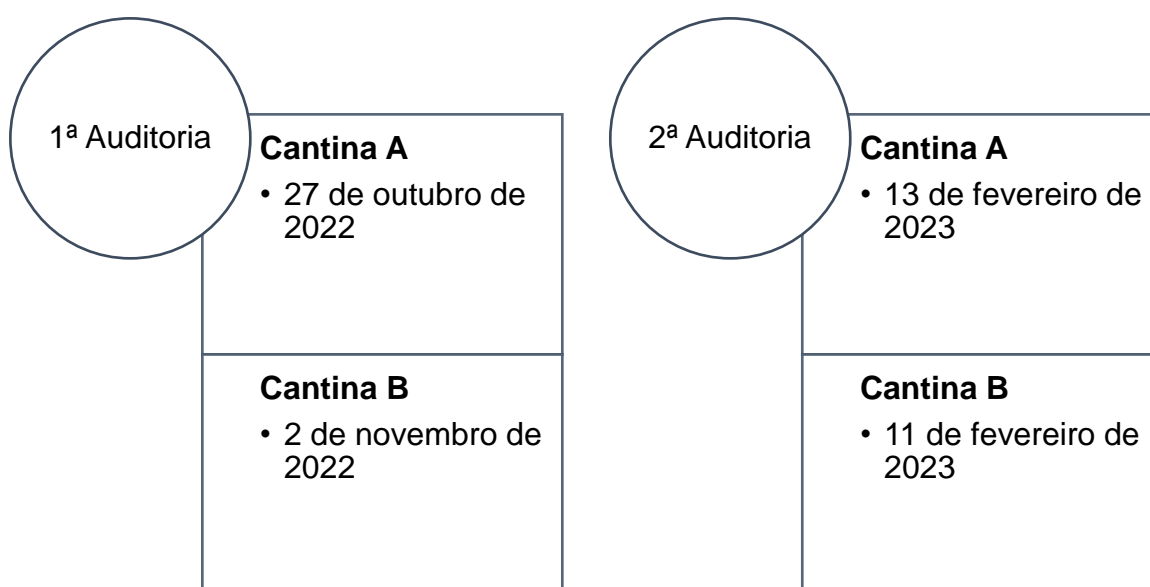 1ª Auditoria
Cantina A
• 27 de outubro de
2022
Cantina B
• 2 de novembro de
2022
2ª Auditoria
Cantina A
• 13 de fevereiro de
2023
Cantina B
• 11 de fevereiro de
2023